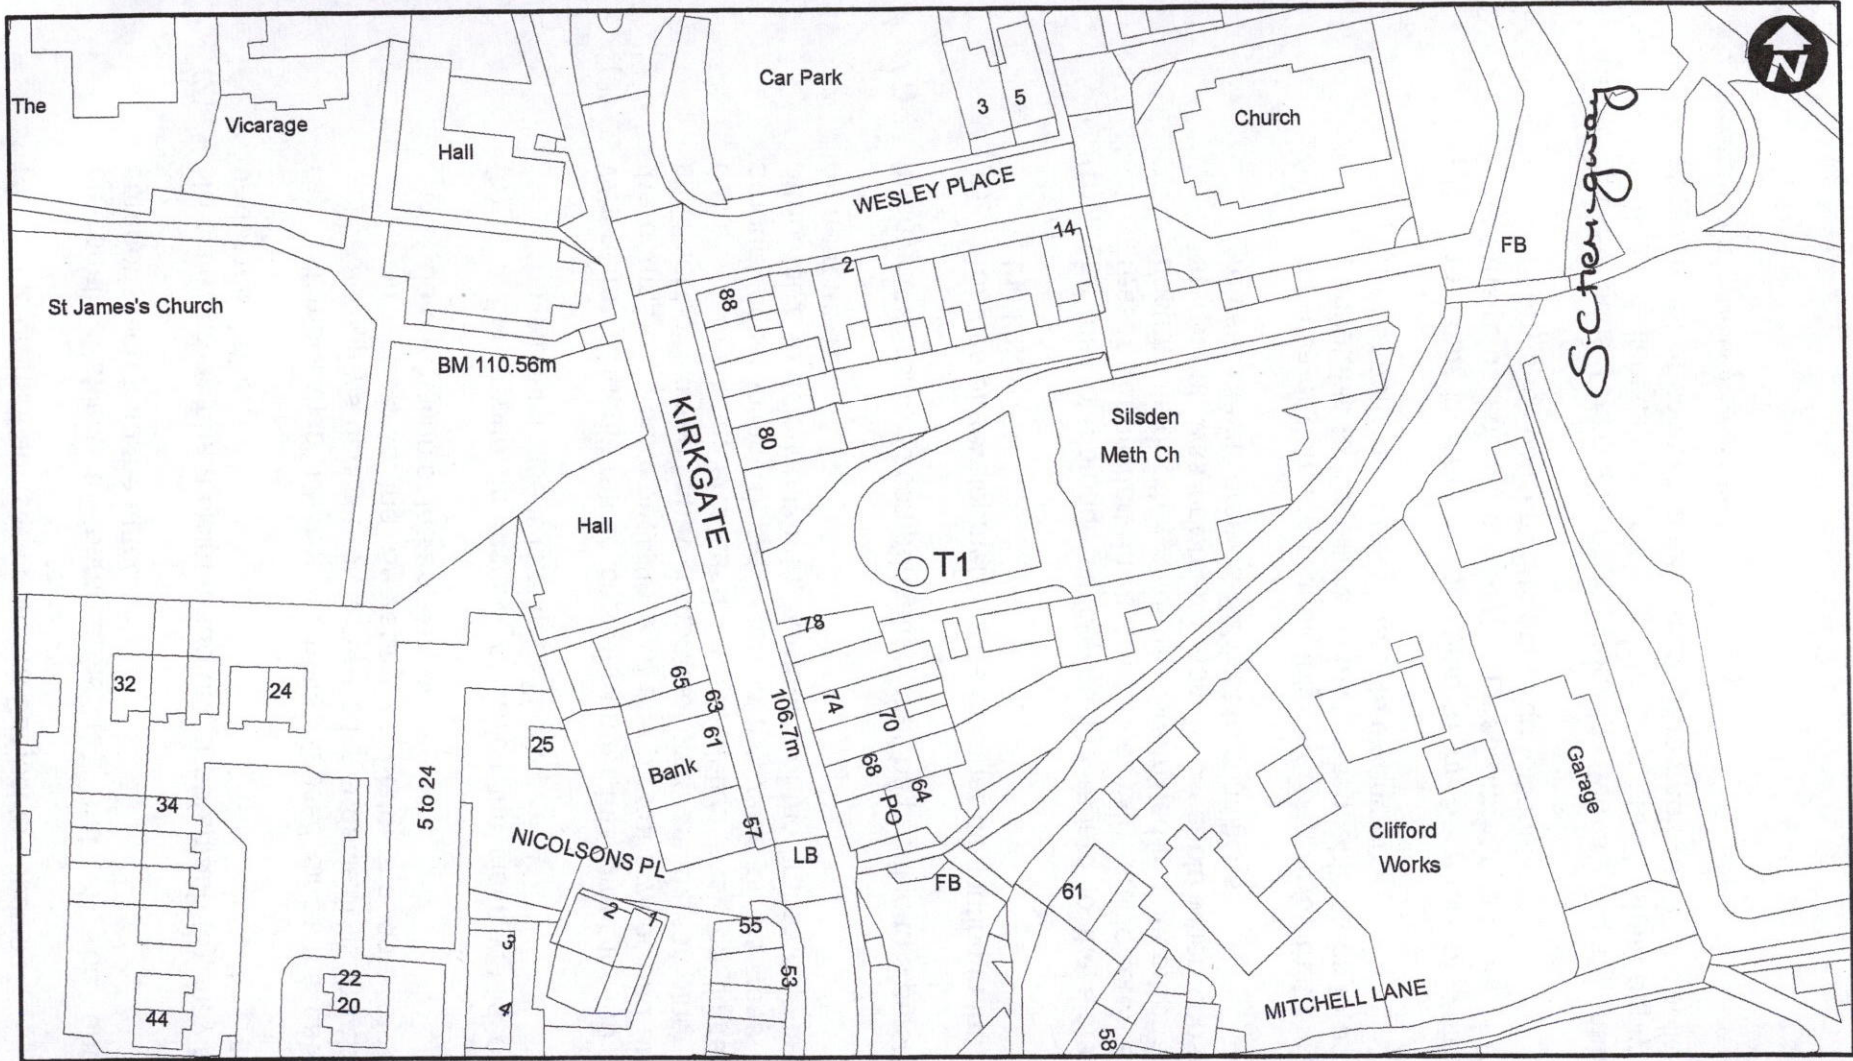 N
The
Vicarage
Hall
Car Park
3
5
Church
WESLEY PLACE
14
2
88
FB
St James's Church
BM 110.56m
KIRKGATE
80
Silsden
Meth Ch
Hall
T1
78
65
63
61
106.7m
74
70
68
64
PO
32
24
25
Bank
34
5 to 24
57
LB
NICOLSONS PL
FB
Garage
Clifford
Works
61
2
1
3
4
55
53
22
20
44
58
MITCHELL LANE